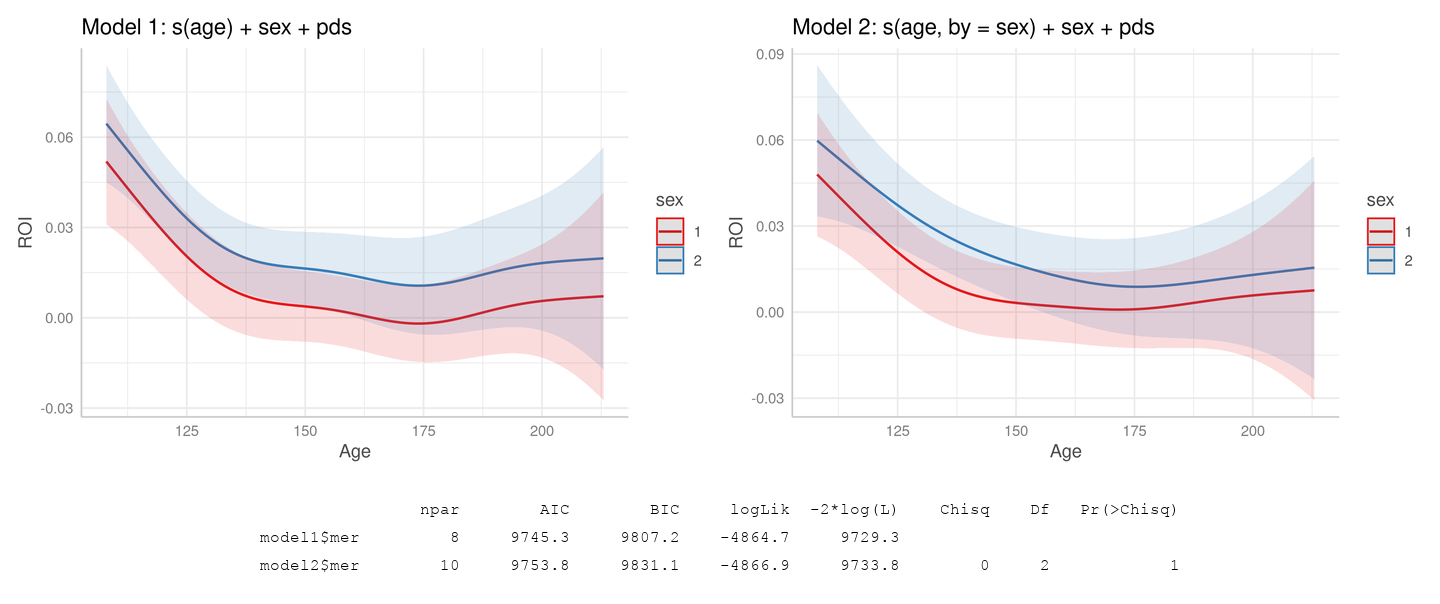 Model 1: s(age) + sex + pds
0.06
0.03
0.00
-0.03
ROI
125 150 175 200
Age
sex
1
2
Model 2: s(age, by = sex) + sex + pds
0.09
0.06
0.03
0.00
-0.03
ROI
125 150 175 200
Age
sex
1
2
npar AIC BIC logLik -2*log(L) Chisq Df Pr(>Chisq)
model1$mer 8 9745.3 9807.2 -4864.7 9729.3
model2$mer 10 9753.8 9831.1 -4866.9 9733.8 0 2 1